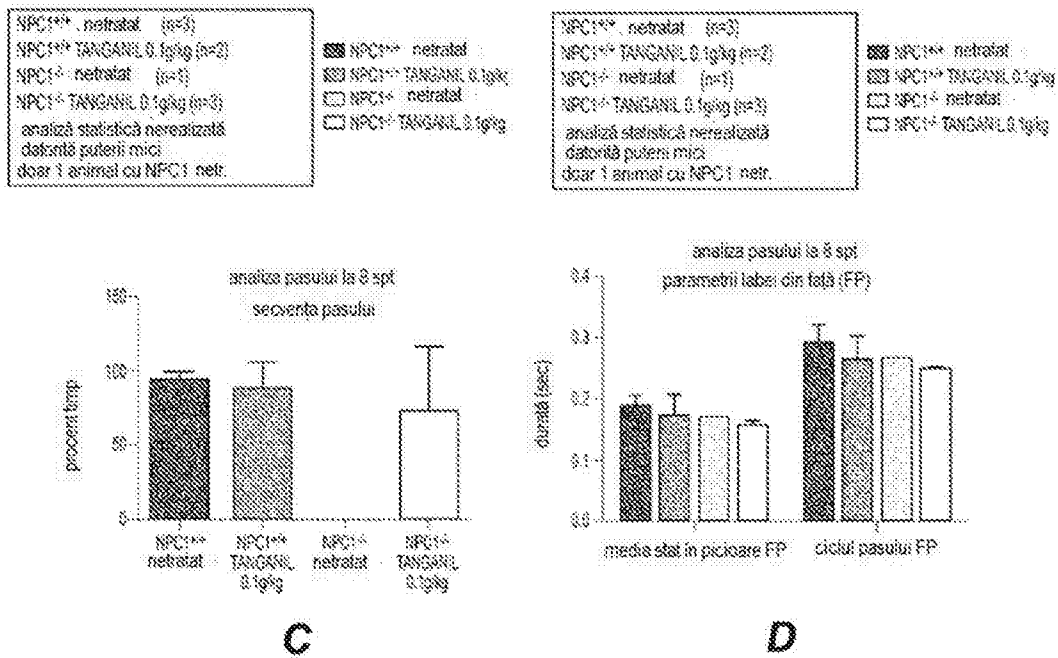 NPC1+/+ . netratat (n=3)
NPC1+/+ TANGANIL 0.1g/kg (n=2)
NPC1-/- netratat (n=1)
NPC1-/- TANGANIL 0.1g/kg (n=3)
analiză statistică nerealizată
datorită puterii mici
doar 1 animal cu NPC1 netr.
NPC1+/+ netratat
NPC1+/+ TANGANIL 0.1g/kg
NPC1-/- netratat
NPC1-/- TANGANIL 0.1g/kg
NPC1+/+ . netratat (n=3)
NPC1+/+ TANGANIL 0.1g/kg (n=2)
NPC1-/- netratat (n=1)
NPC1-/- TANGANIL 0.1g/kg (n=3)
analiză statistică nerealizată
datorită puterii mici
doar 1 animal cu NPC1 netr.
NPC1+/+ netratat
NPC1+/+ TANGANIL 0.1g/kg
NPC1-/- netratat
NPC1-/- TANGANIL 0.1g/kg
analiza pasului la 8 spt
secvența pasului
procent timp
150
100
50
0
NPC1+/+
netratat
NPC1+/+
TANGANIL
0.1g/kg
NPC1-/-
netratat
NPC1-/-
TANGANIL
0.1g/kg
C
analiza pasului la 8 spt
parametrii labei din față (FP)
durată (sec)
0.4
0.3
0.2
0.1
0.0
media stat în picioare FP
ciclul pasului FP
D